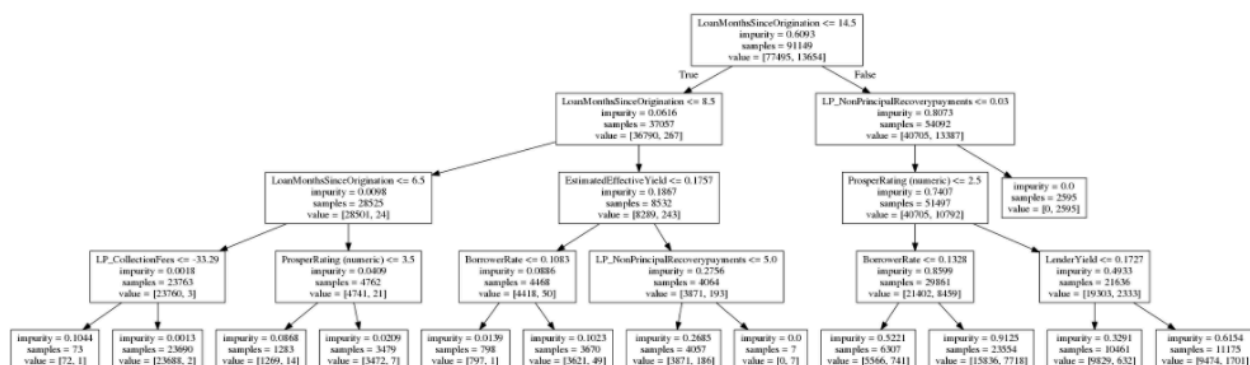 LoanMonthsSinceOrigination <= 14.5
impurity = 0.6093
samples = 91149
value = [77495, 13654]
True
False
LoanMonthsSinceOrigination <= 8.5
impurity = 0.0616
samples = 37057
value = [36790, 267]
LP_NonPrincipalRecoverypayments <= 0.03
impurity = 0.8073
samples = 54092
value = [40705, 13387]
LoanMonthsSinceOrigination <= 6.5
impurity = 0.0098
samples = 28525
value = [28501, 24]
EstimatedEffectiveYield <= 0.1757
impurity = 0.1867
samples = 8532
value = [8289, 243]
ProsperRating (numeric) <= 2.5
impurity = 0.7407
samples = 51497
value = [40705, 10792]
impurity = 0.0
samples = 2595
value = [0, 2595]
LP_CollectionFees <= -33.29
impurity = 0.0018
samples = 23763
value = [23760, 3]
ProsperRating (numeric) <= 3.5
impurity = 0.0409
samples = 4762
value = [4741, 21]
BorrowerRate <= 0.1083
impurity = 0.0886
samples = 4468
value = [4418, 50]
LP_NonPrincipalRecoverypayments <= 5.0
impurity = 0.2756
samples = 4064
value = [3871, 193]
BorrowerRate <= 0.1328
impurity = 0.8599
samples = 29861
value = [21402, 8459]
LenderYield <= 0.1727
impurity = 0.4933
samples = 21636
value = [19303, 2333]
impurity = 0.1044
samples = 73
value = [72, 1]
impurity = 0.0013
samples = 23690
value = [23688, 2]
impurity = 0.0868
samples = 1283
value = [1269, 14]
impurity = 0.0209
samples = 3479
value = [3472, 7]
impurity = 0.0139
samples = 798
value = [797, 1]
impurity = 0.1023
samples = 3670
value = [3621, 49]
impurity = 0.2685
samples = 4057
value = [3871, 186]
impurity = 0.0
samples = 7
value = [0, 7]
impurity = 0.5221
samples = 6307
value = [5566, 741]
impurity = 0.9125
samples = 23554
value = [15836, 7718]
impurity = 0.3291
samples = 10461
value = [9829, 632]
impurity = 0.6154
samples = 11175
value = [9474, 1701]